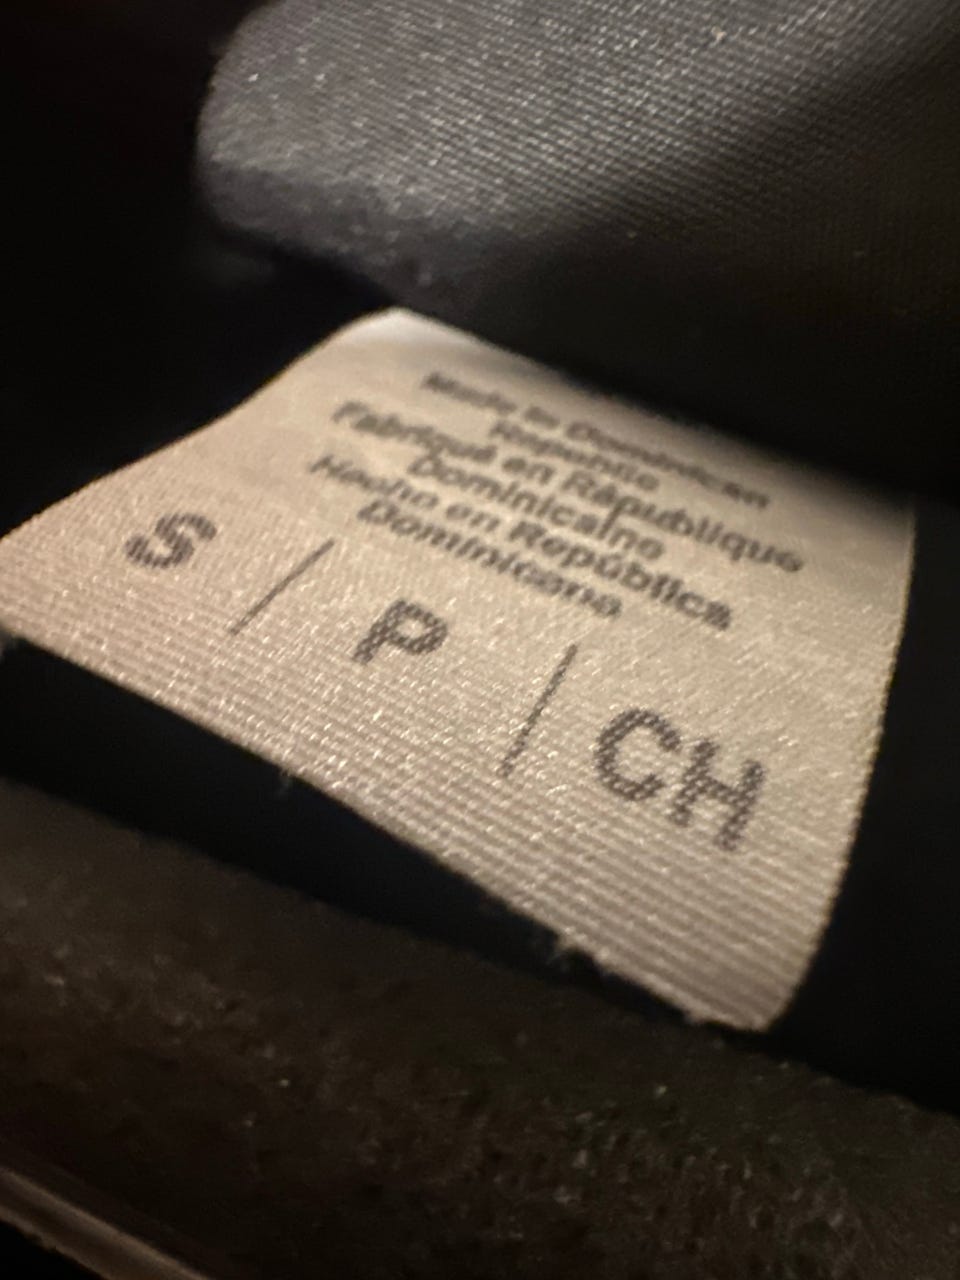 Made in Dominican
Republic
Fabriqué en République
Dominicaine
Hecho en República
Dominicana
S / P / CH